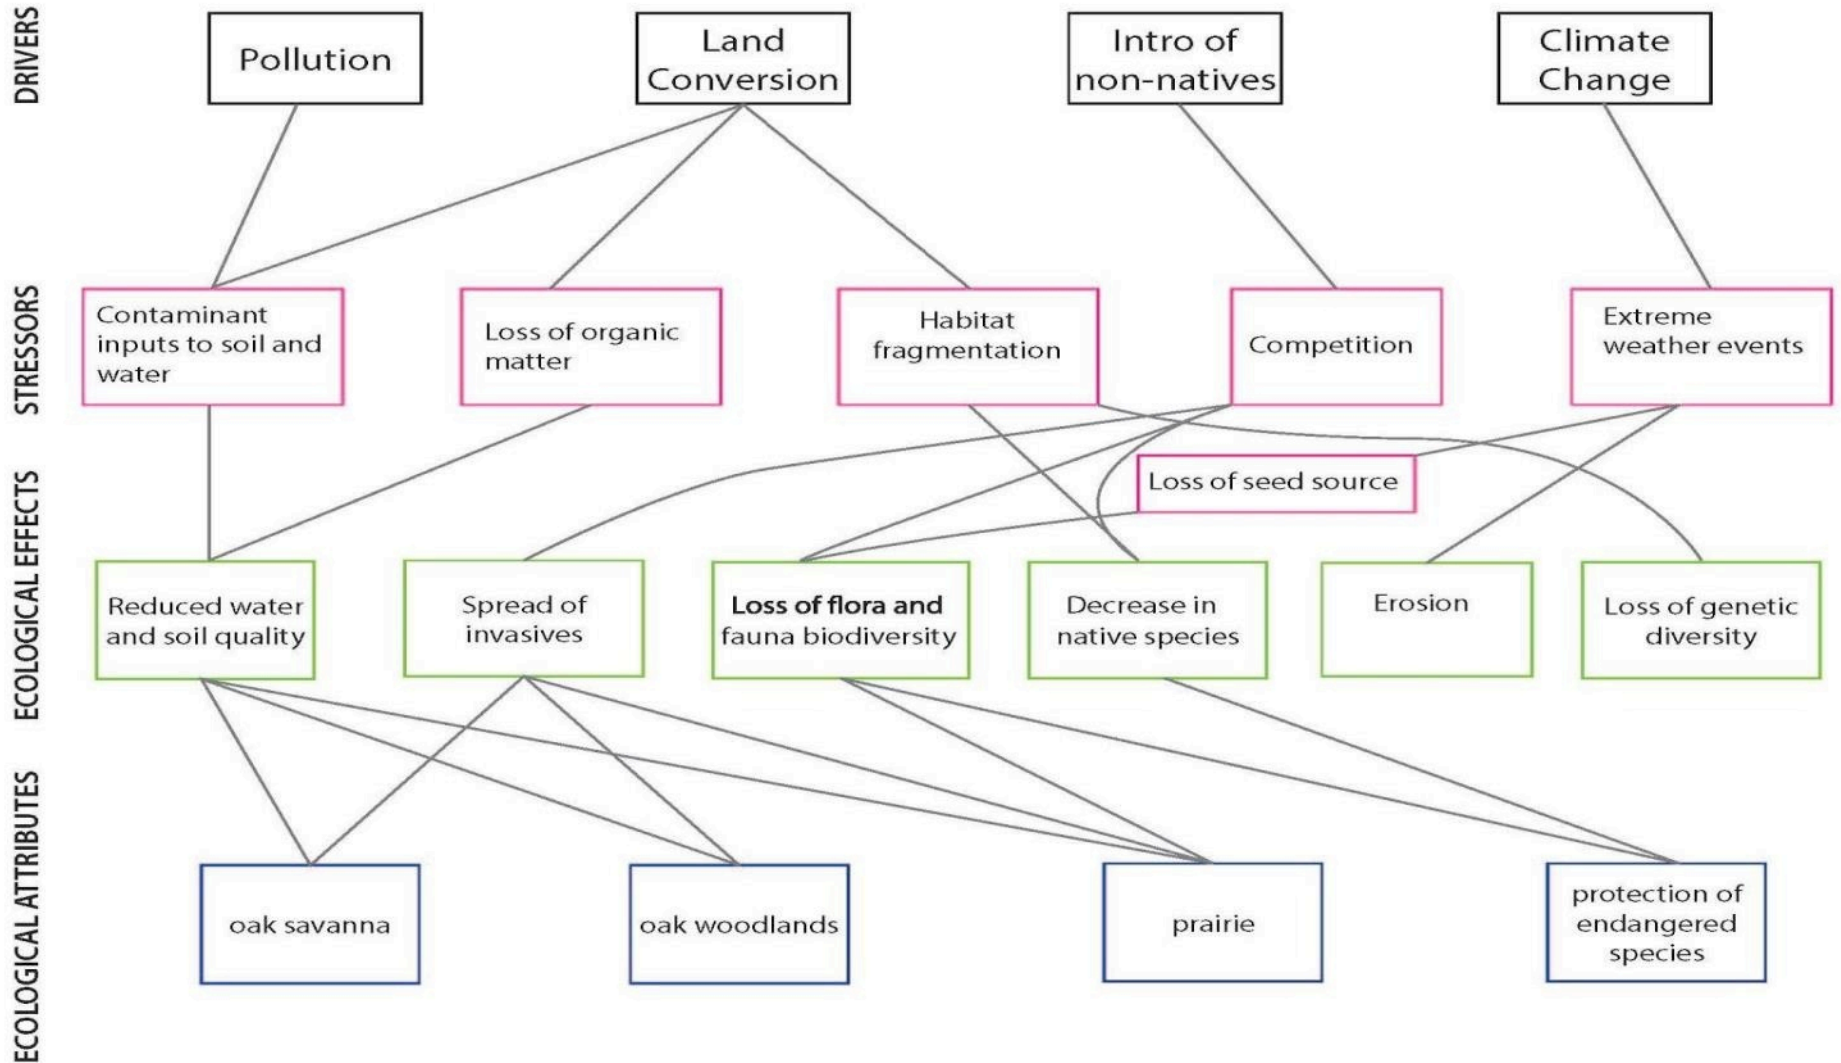 DRIVERS
Pollution
Land
Conversion
Intro of
non-natives
Climate
Change
STRESSORS
Contaminant
inputs to soil and
water
Loss of organic
matter
Habitat
fragmentation
Competition
Extreme
weather events
Loss of seed source
ECOLOGICAL EFFECTS
Reduced water
and soil quality
Spread of
invasives
Loss of flora and
fauna biodiversity
Decrease in
native species
Erosion
Loss of genetic
diversity
ECOLOGICAL ATTRIBUTES
oak savanna
oak woodlands
prairie
protection of
endangered
species